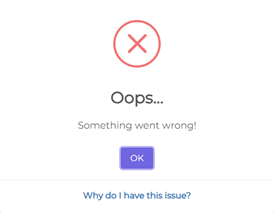 Oops...
Something went wrong!
OK
Why do I have this issue?